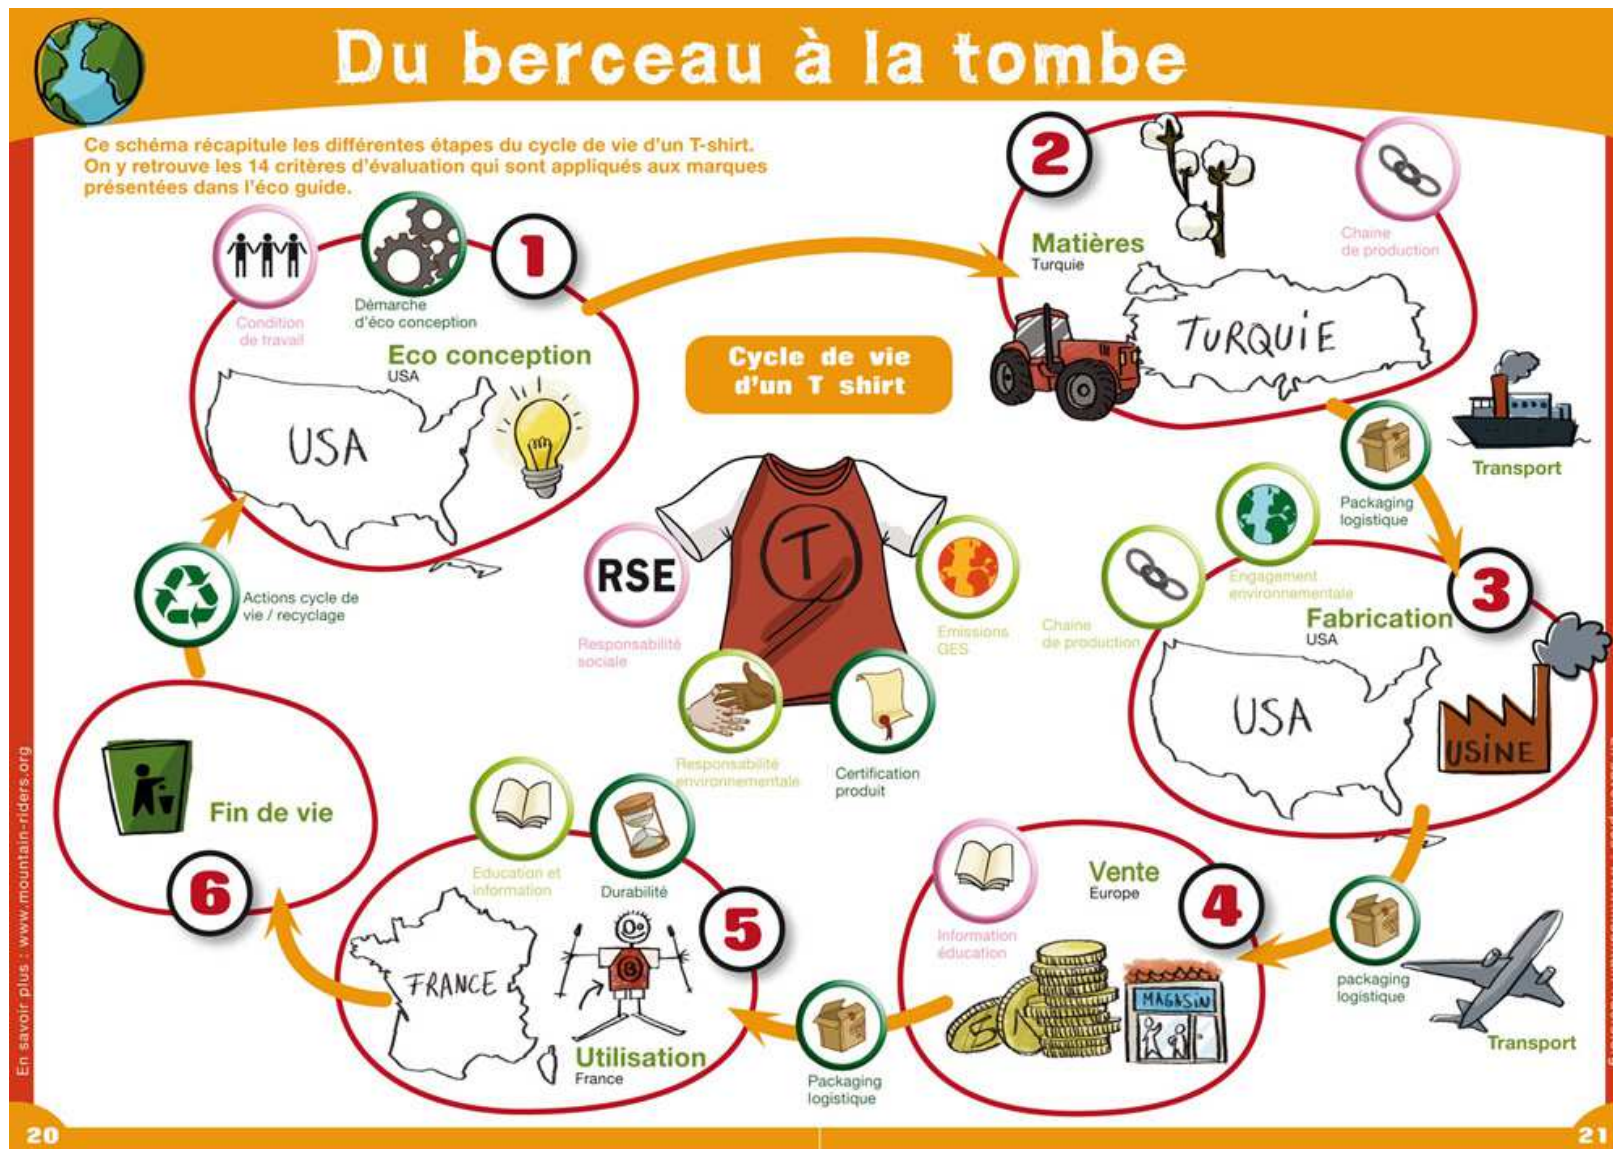 Du berceau à la tombe
Ce schéma récapitule les différentes étapes du cycle de vie d'un T-shirt.
On y retrouve les 14 critères d'évaluation qui sont appliqués aux marques
présentées dans l'éco guide.
1
Condition
de travail
Démarche
d'éco conception
Eco conception
USA
USA
2
Matières
Turquie
Chaine
de production
TURQUIE
Cycle de vie
d'un T shirt
Transport
Packaging
logistique
T
RSE
Responsabilité
sociale
Emissions
GES
Responsabilité
environnementale
Certification
produit
Chaine
de production
Engagement
environnementale
3
Fabrication
USA
USA
USINE
Actions cycle de
vie / recyclage
Fin de vie
6
Education et
information
Durabilité
5
FRANCE
B
Utilisation
France
Information
éducation
Vente
Europe
4
5
1
MAGASIN
packaging
logistique
Transport
Packaging
logistique
En savoir plus : www.mountain-riders.org
20
21